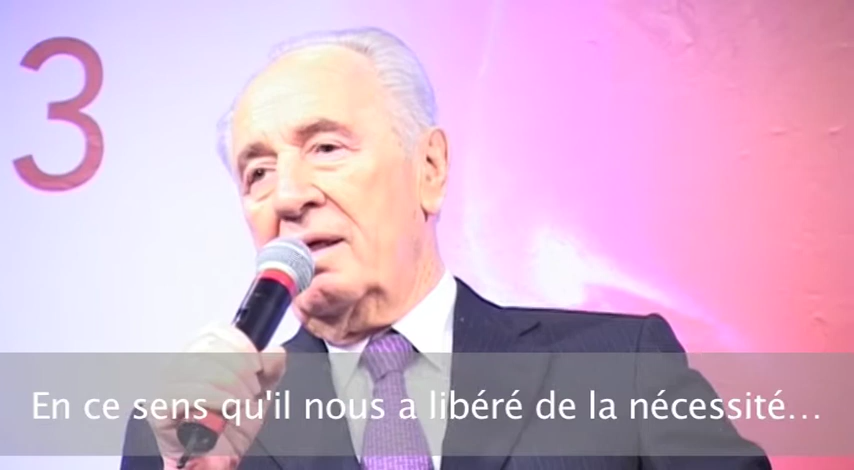 3
En ce sens qu'il nous a libéré de la nécessité…